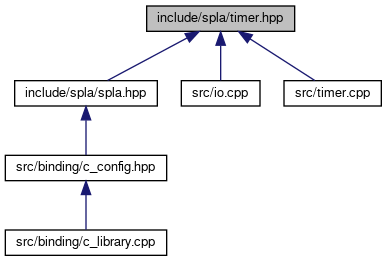 include/spla/timer.hpp
include/spla/spla.hpp
src/io.cpp
src/timer.cpp
src/binding/c_config.hpp
src/binding/c_library.cpp